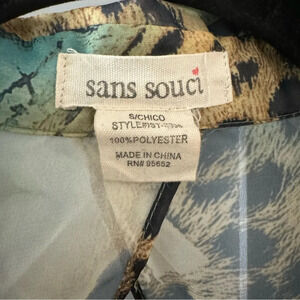 sans souci
S/CHICO
100%POLYESTER
MADE IN CHINA
RN# 95652